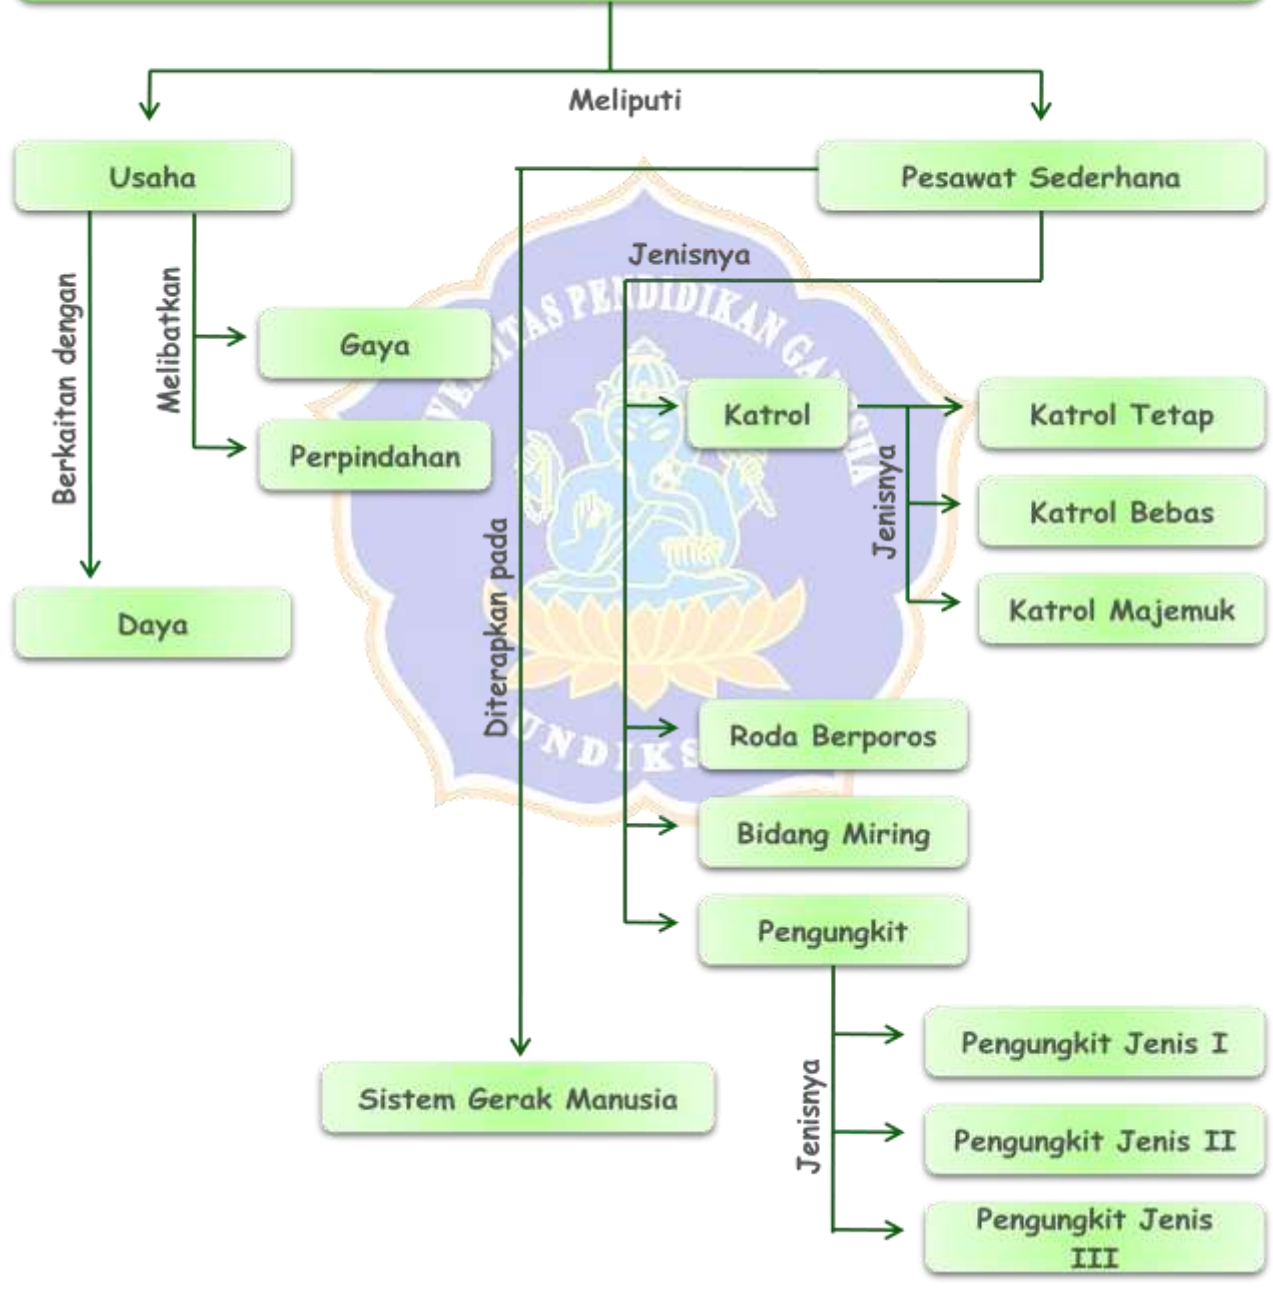 Meliputi
Usaha
Pesawat Sederhana
Berkaitan dengan
Melibatkan
Gaya
Perpindahan
Daya
Diterapkan pada
Jenisnya
Katrol
Jenisnya
Katrol Tetap
Katrol Bebas
Katrol Majemuk
Roda Berporos
Bidang Miring
Pengungkit
Sistem Gerak Manusia
Jenisnya
Pengungkit Jenis I
Pengungkit Jenis II
Pengungkit Jenis
III
PENDIDIKAN